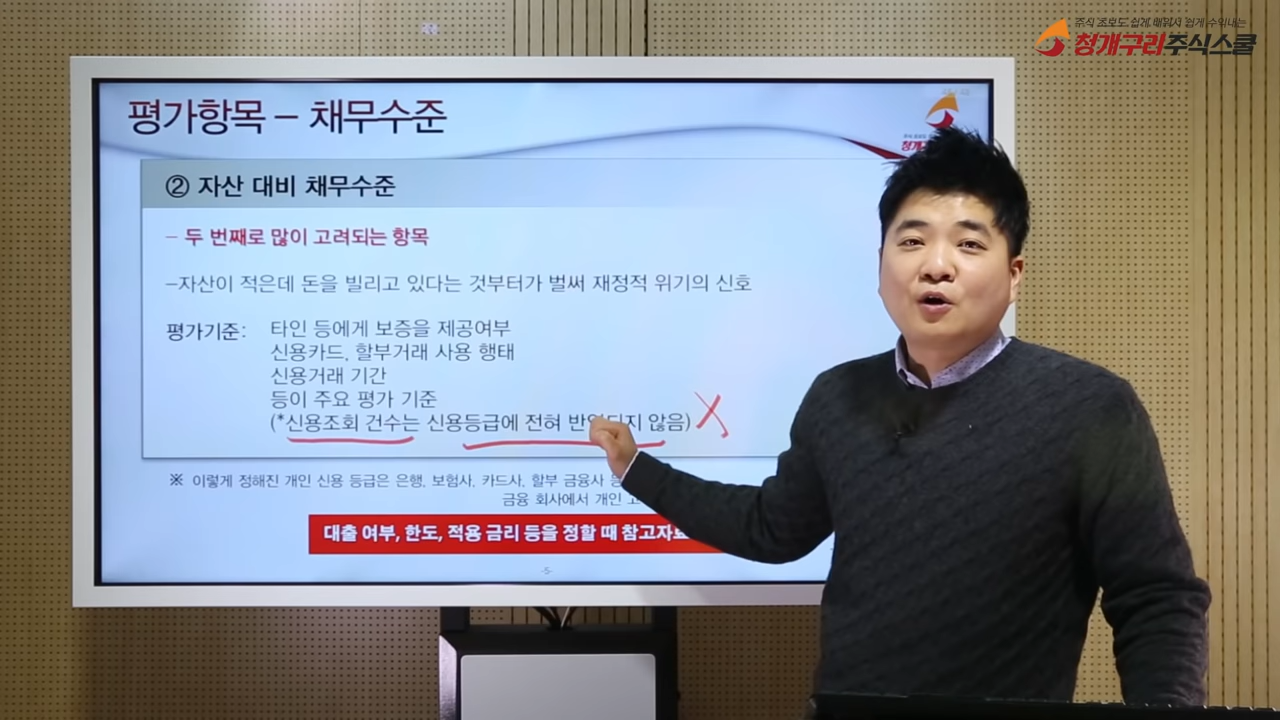 주식 초보도 쉽게 배워서 쉽게 수익내는
청개구리주식스쿨
평가항목 – 채무수준
② 자산 대비 채무수준
– 두 번째로 많이 고려되는 항목
–자산이 적은데 돈을 빌리고 있다는 것부터가 벌써 재정적 위기의 신호
평가기준: 타인 등에게 보증을 제공여부
신용카드, 할부거래 사용 행태
신용거래 기간
등이 주요 평가 기준
(*신용조회 건수는 신용등급에 전혀 반영되지 않음) X
※ 이렇게 정해진 개인 신용 등급은 은행, 보험사, 카드사, 할부 금융사 등
금융 회사에서 개인
대출 여부, 한도, 적용 금리 등을 정할 때 참고자료
-5-